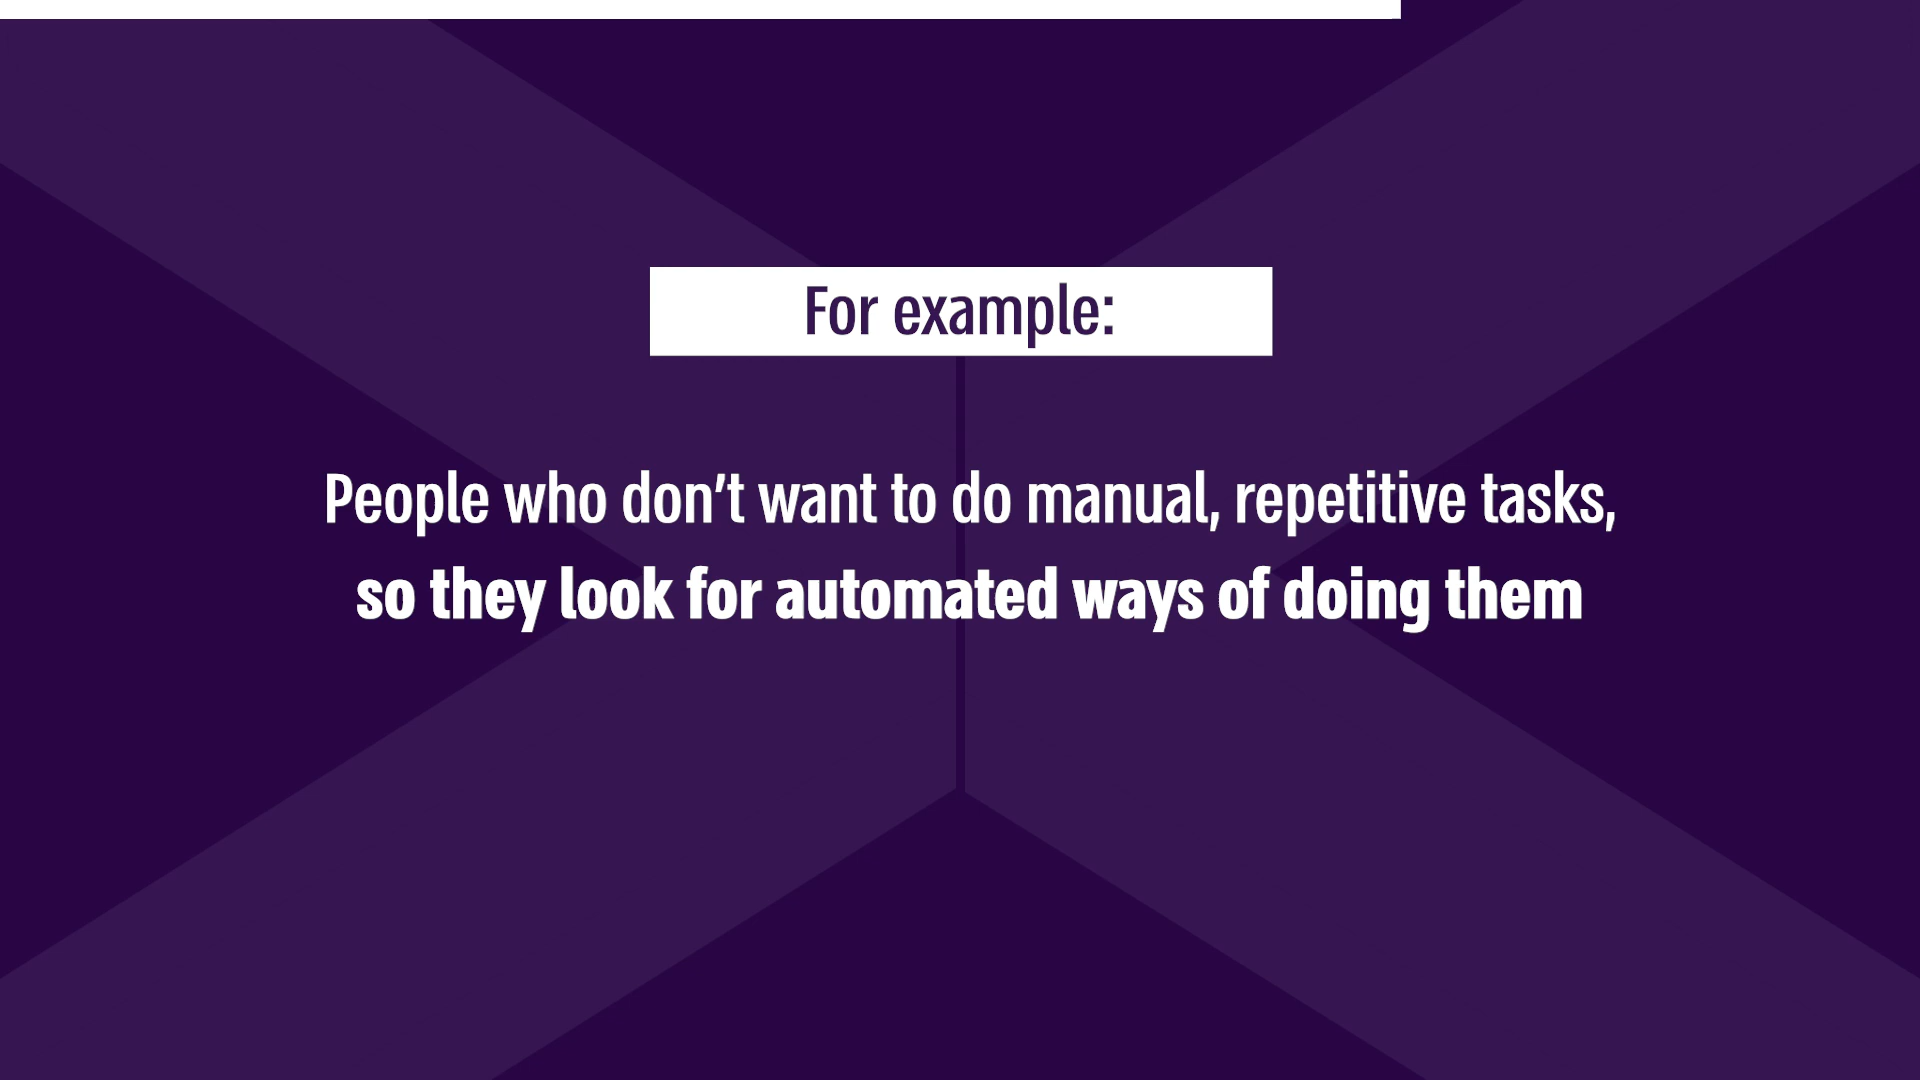 For example:
People who don’t want to do manual, repetitive tasks,
so they look for automated ways of doing them